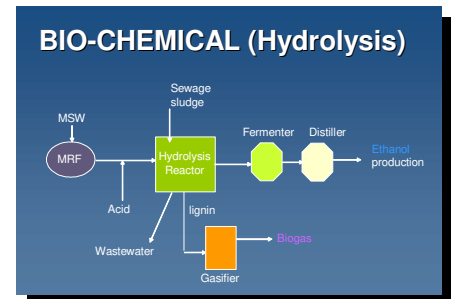 BIO-CHEMICAL (Hydrolysis)
Sewage
sludge
MSW
Fermenter
Distiller
MRF
Hydrolysis
Reactor
Ethanol
production
Acid
lignin
Wastewater
Biogas
Gasifier